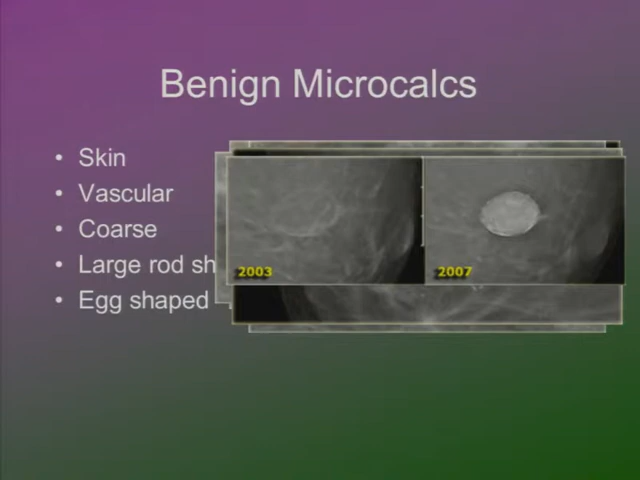 Benign Microcalcs
• Skin
• Vascular
• Coarse
• Large rod sh
• Egg shaped
2003
2007